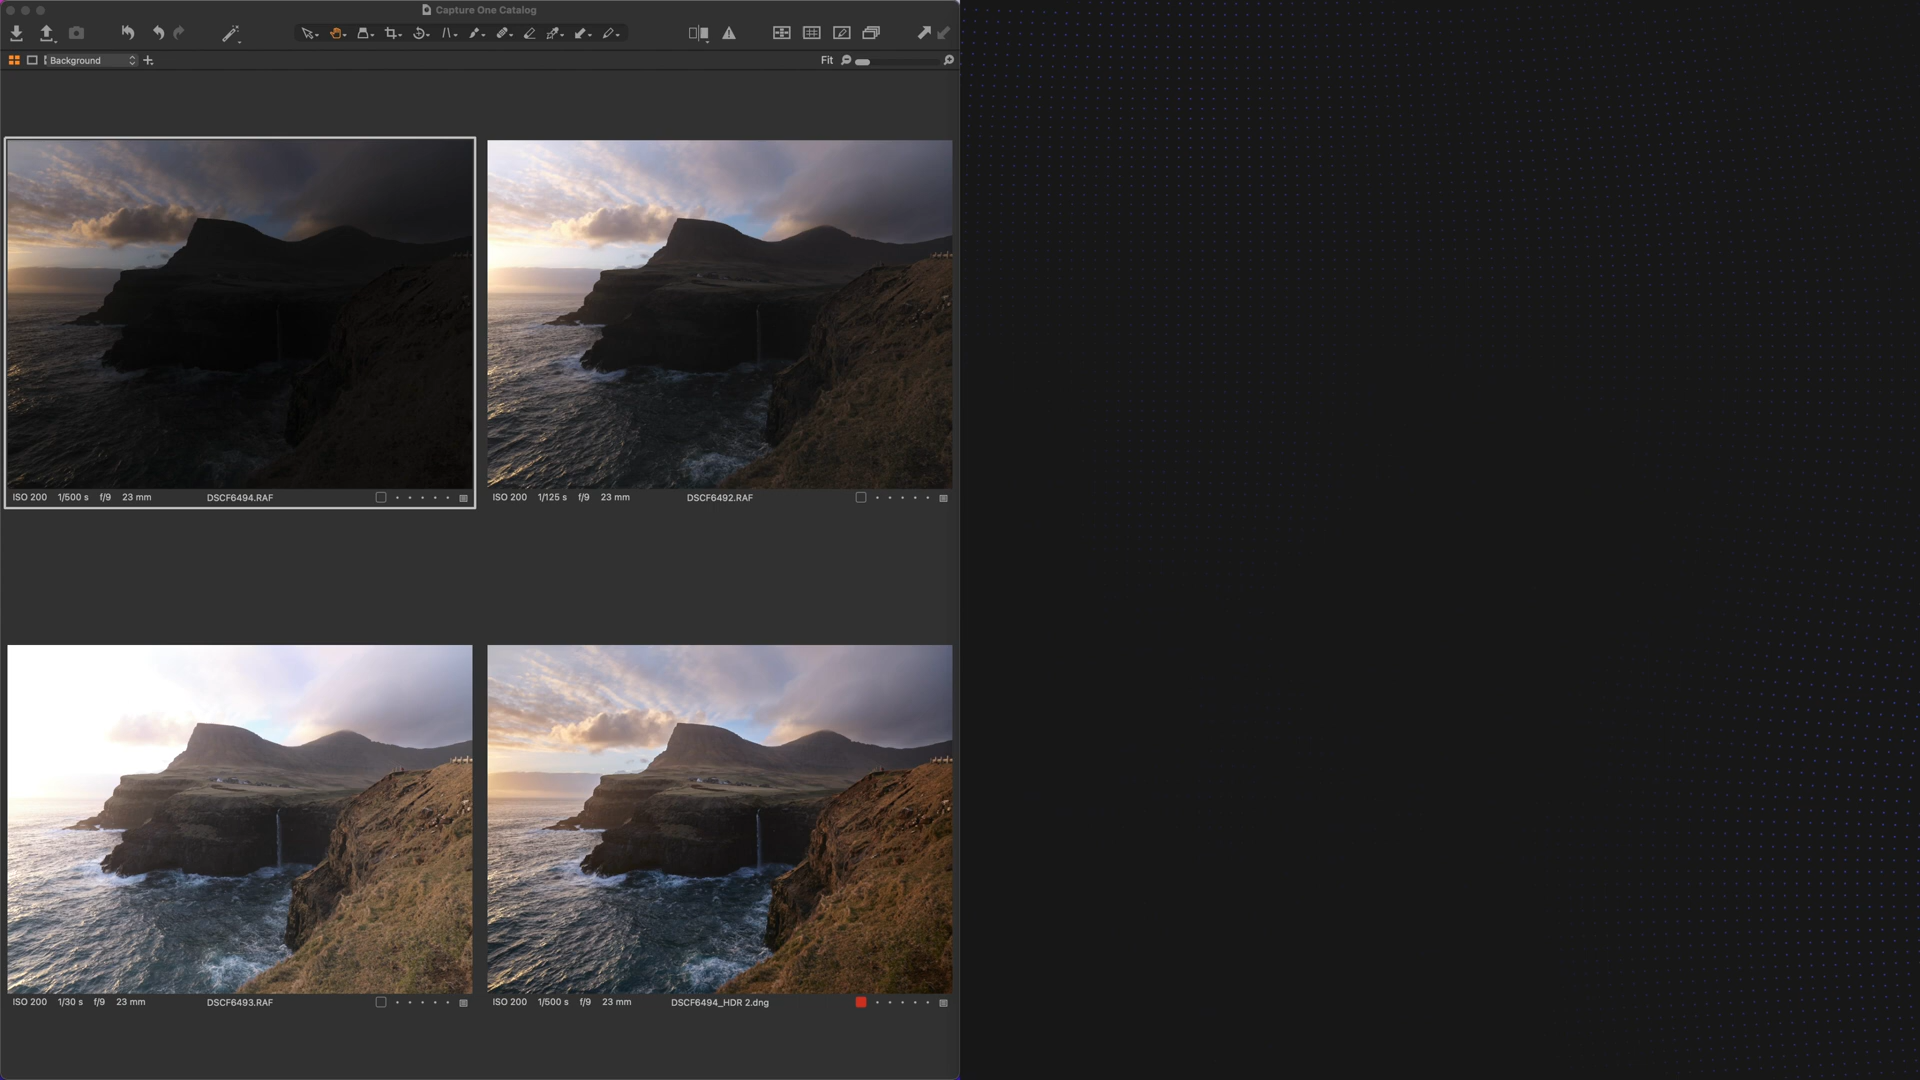 Capture One Catalog
Background
Fit
ISO 200 1/500 s f/9 23 mm DSCF6494.RAF
ISO 200 1/125 s f/9 23 mm DSCF6492.RAF
ISO 200 1/30 s f/9 23 mm DSCF6493.RAF
ISO 200 1/500 s f/9 23 mm DSCF6494_HDR 2.dng